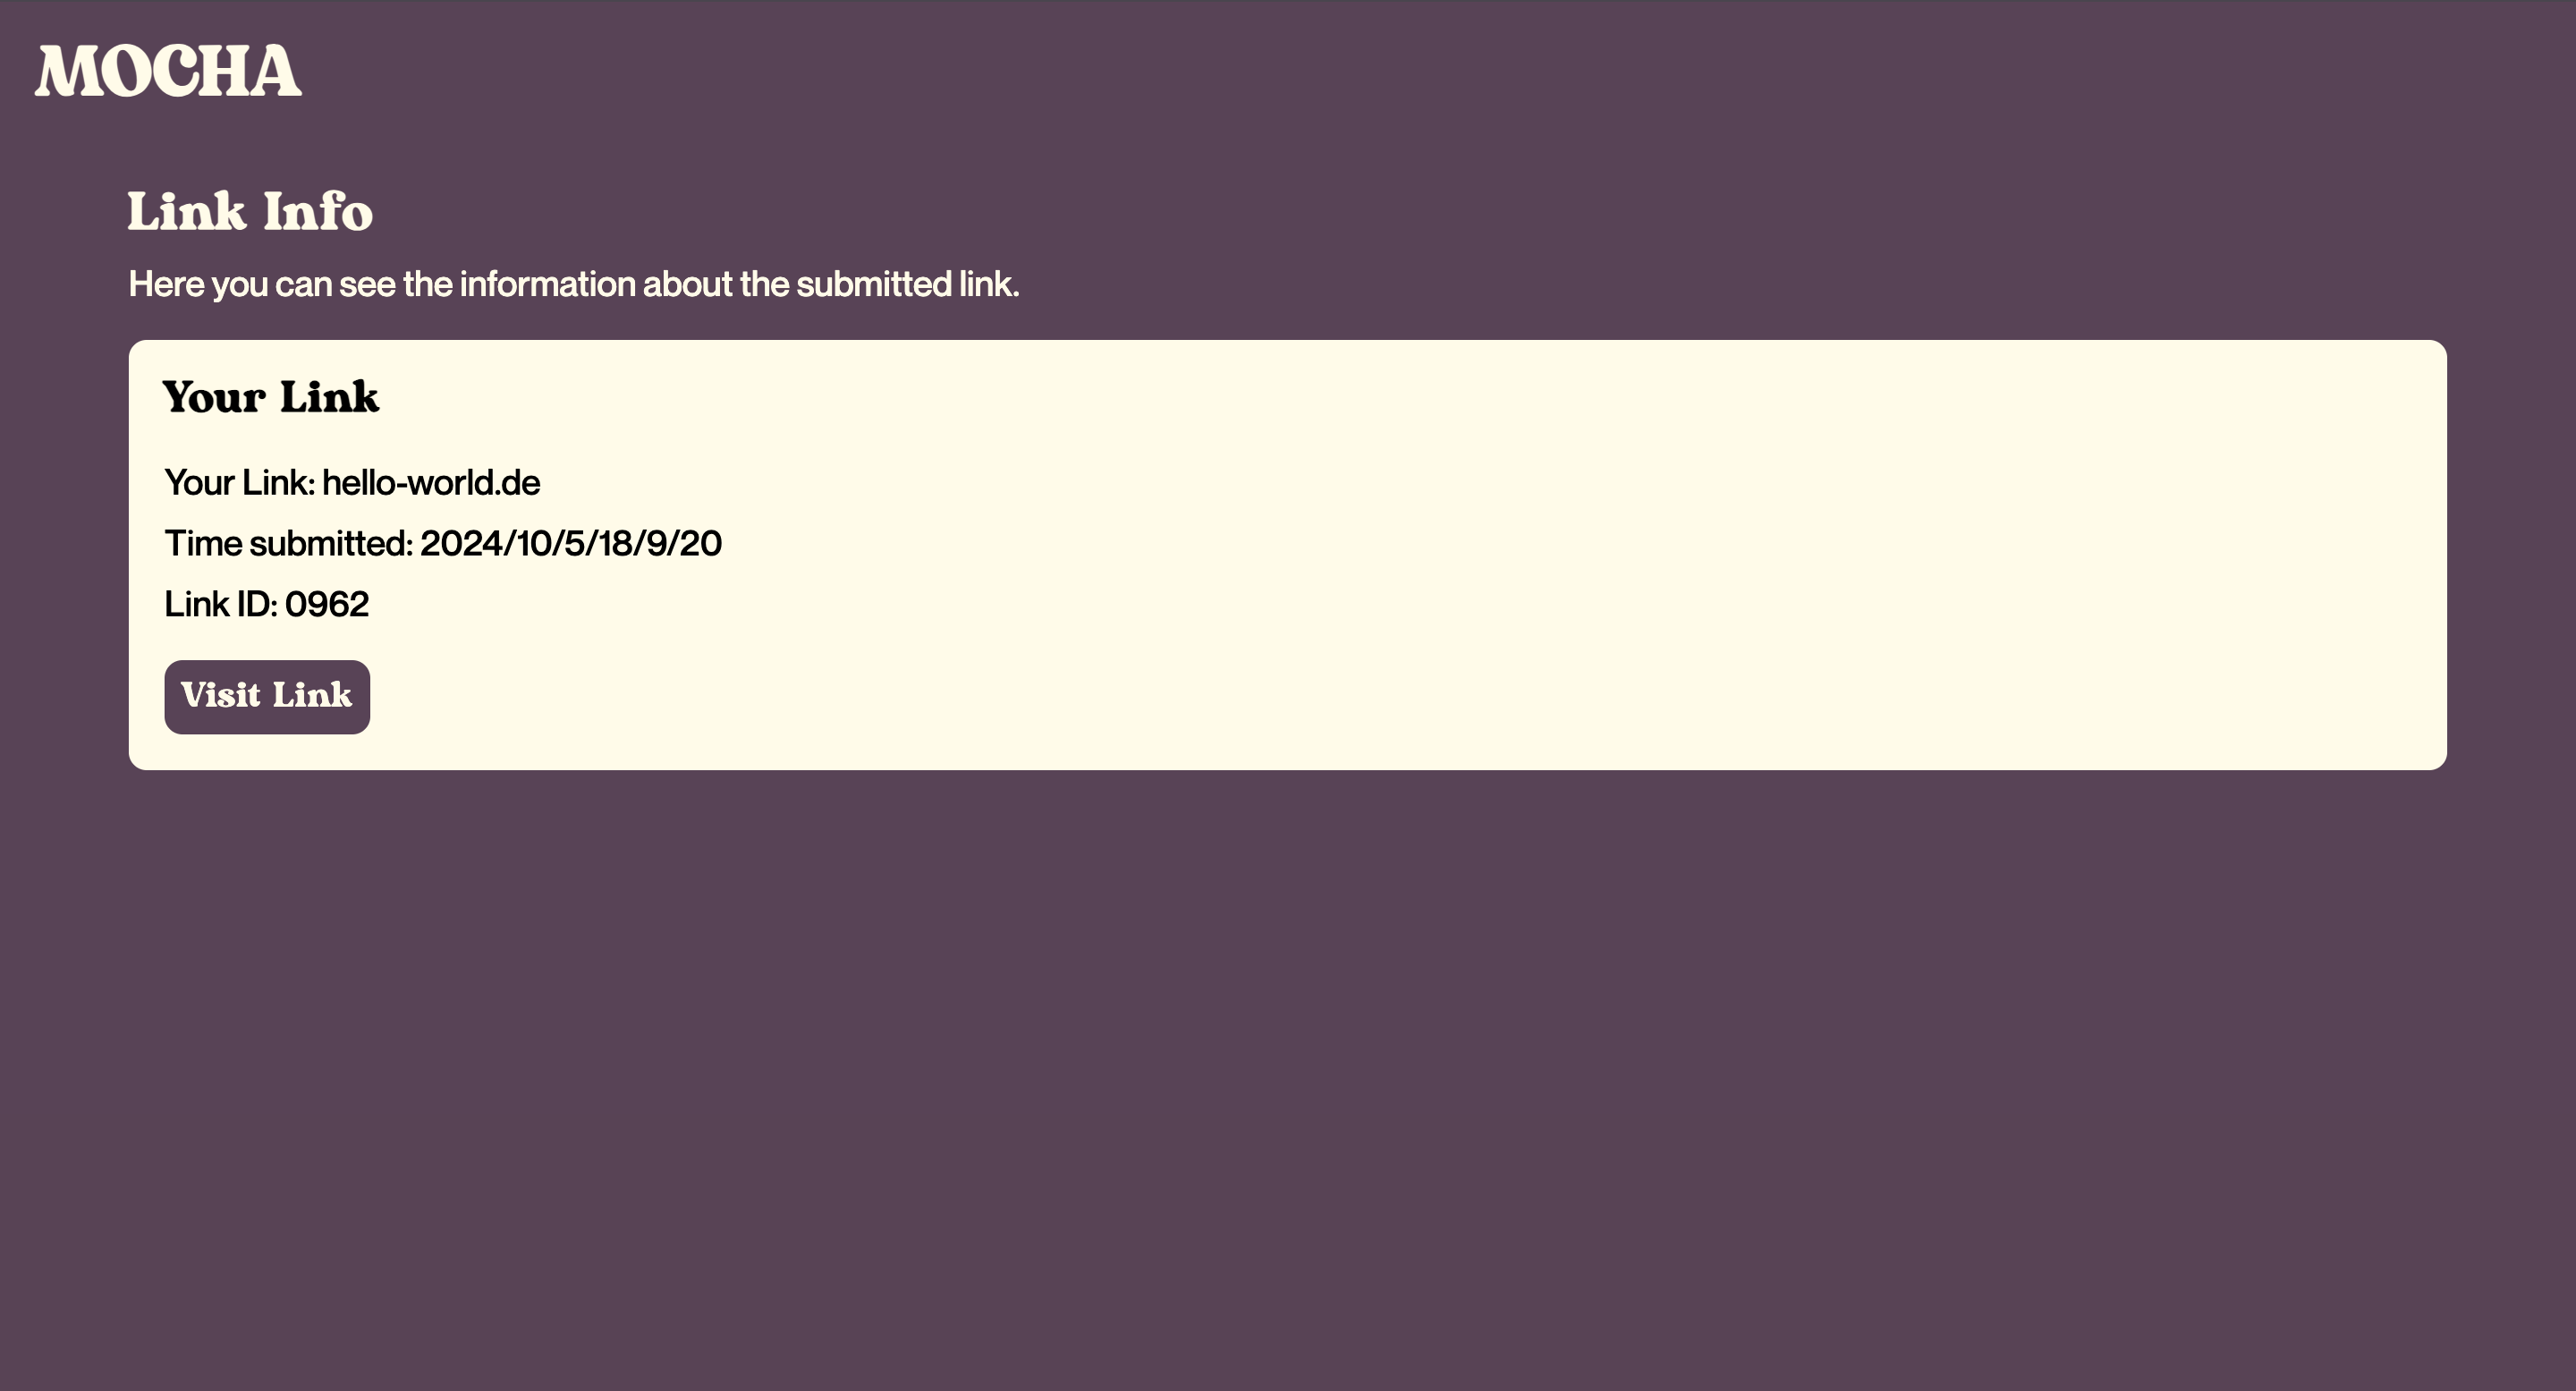 MOCHA
Link Info
Here you can see the information about the submitted link.
Your Link
Your Link: hello-world.de
Time submitted: 2024/10/5/18/9/20
Link ID: 0962
Visit Link